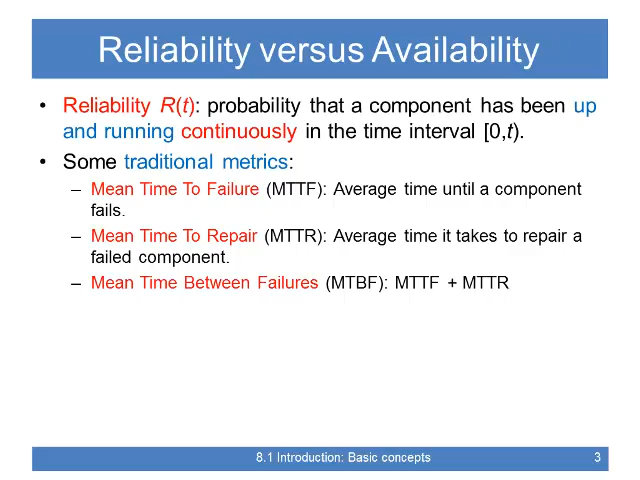 Reliability versus Availability
• Reliability R(t): probability that a component has been up
and running continuously in the time interval [0,t).
• Some traditional metrics:
– Mean Time To Failure (MTTF): Average time until a component
fails.
– Mean Time To Repair (MTTR): Average time it takes to repair a
failed component.
– Mean Time Between Failures (MTBF): MTTF + MTTR
8.1 Introduction: Basic concepts 3